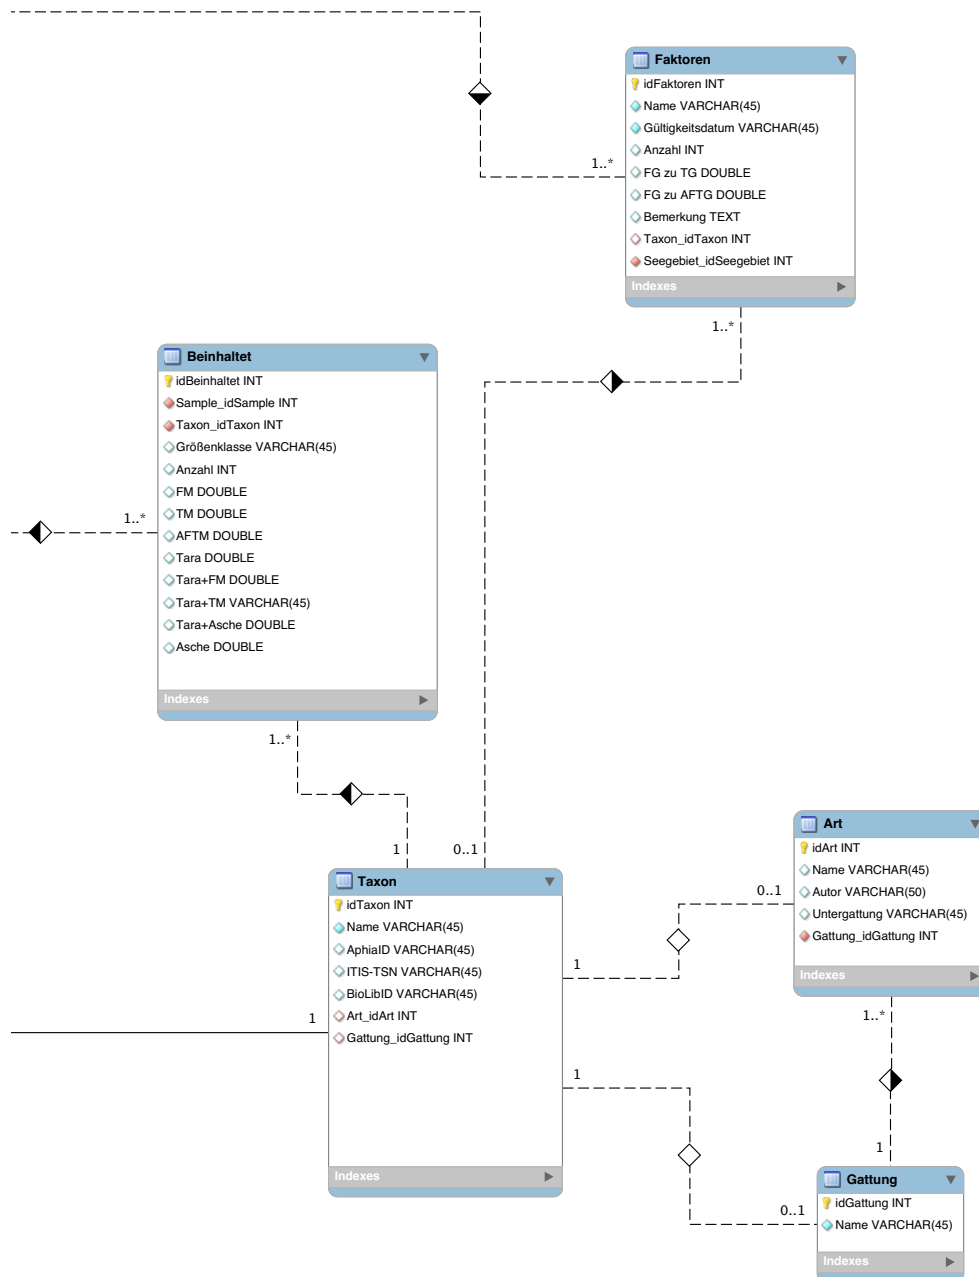 Faktoren
idFaktoren INT
Name VARCHAR(45)
Gültigkeitsdatum VARCHAR(45)
Anzahl INT
FG zu TG DOUBLE
FG zu AFTG DOUBLE
Bemerkung TEXT
Taxon_idTaxon INT
Seegebiet_idSeegebiet INT
Indexes
1..*
1..*
Beinhaltet
idBeinhaltet INT
Sample_idSample INT
Taxon_idTaxon INT
Größenklasse VARCHAR(45)
Anzahl INT
FM DOUBLE
TM DOUBLE
AFTM DOUBLE
Tara DOUBLE
Tara+FM DOUBLE
Tara+TM VARCHAR(45)
Tara+Asche DOUBLE
Asche DOUBLE
Indexes
1..*
1..*
1
0..1
Taxon
idTaxon INT
Name VARCHAR(45)
AphiaID VARCHAR(45)
ITIS-TSN VARCHAR(45)
BioLibID VARCHAR(45)
Art_idArt INT
Gattung_idGattung INT
Indexes
1
1
0..1
Art
idArt INT
Name VARCHAR(45)
Autor VARCHAR(50)
Untergattung VARCHAR(45)
Gattung_idGattung INT
Indexes
1..*
1
1
0..1
Gattung
idGattung INT
Name VARCHAR(45)
Indexes